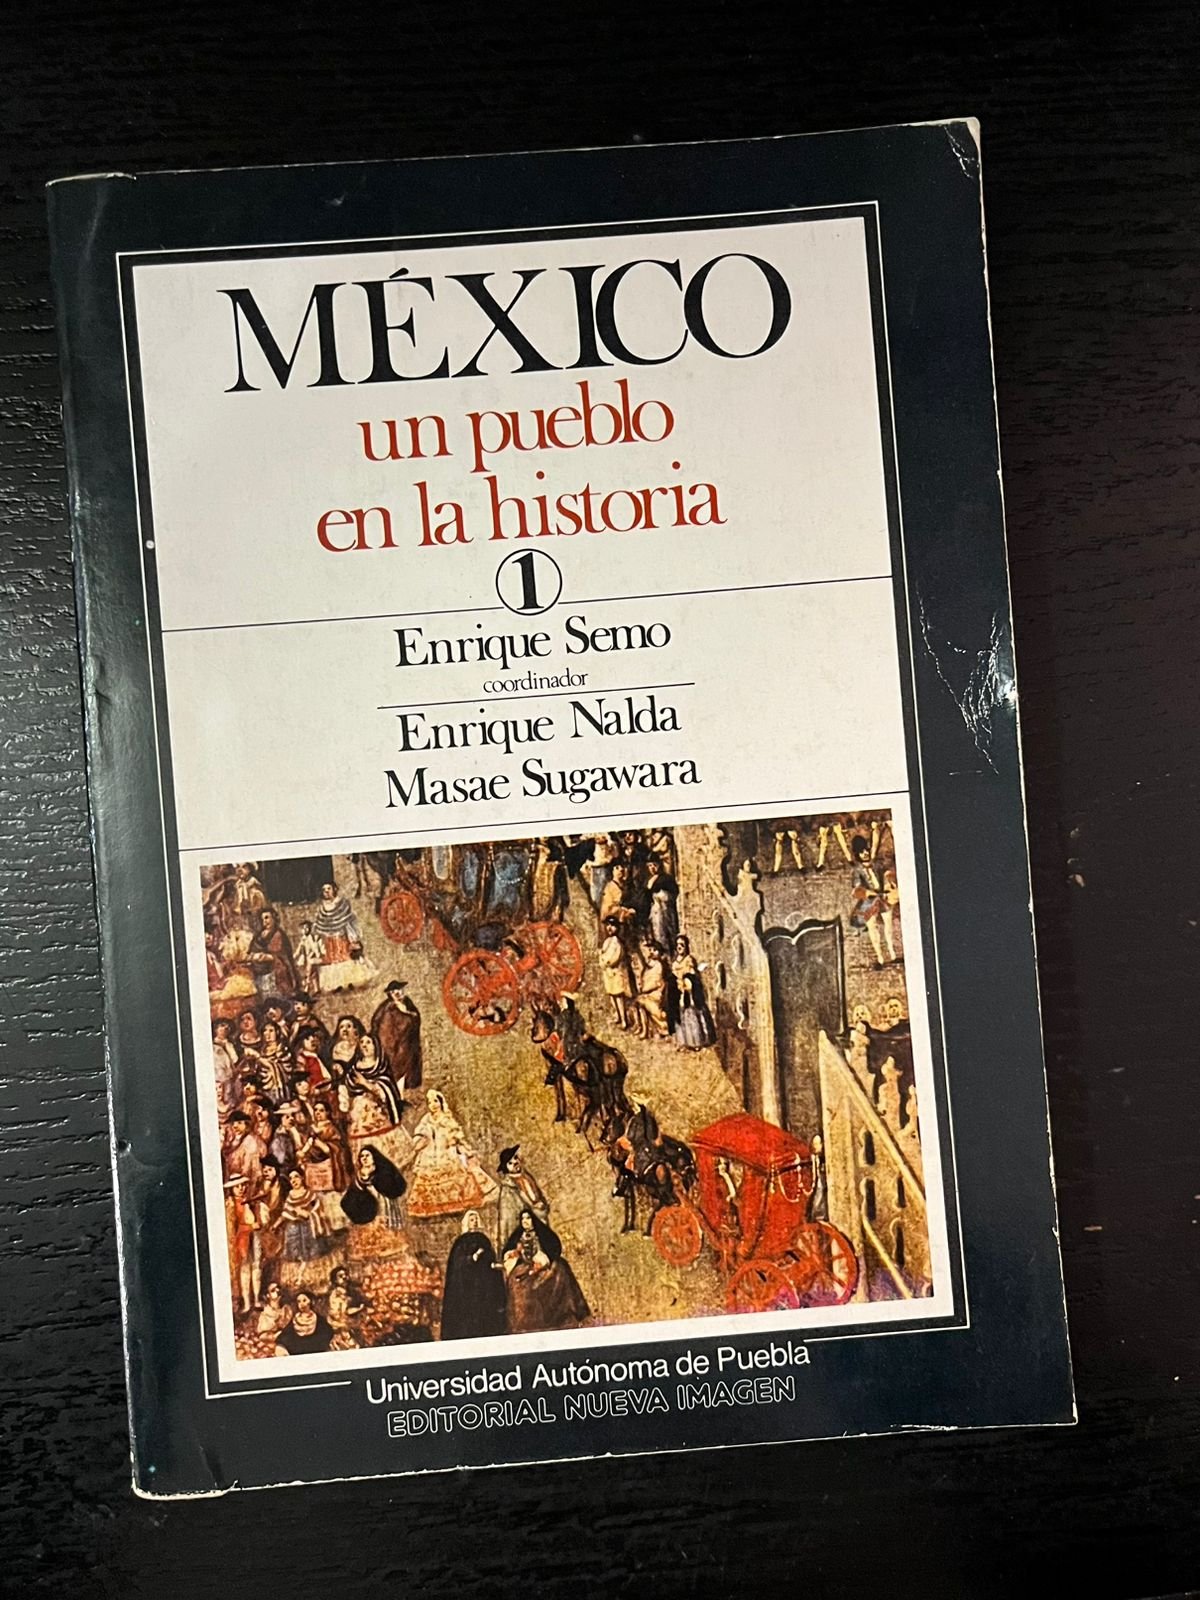 MÉXICO
un pueblo
en la historia
1
Enrique Semo
coordinador
Enrique Nalda
Masae Sugawara
Universidad Autónoma de Puebla
EDITORIAL NUEVA IMAGEN